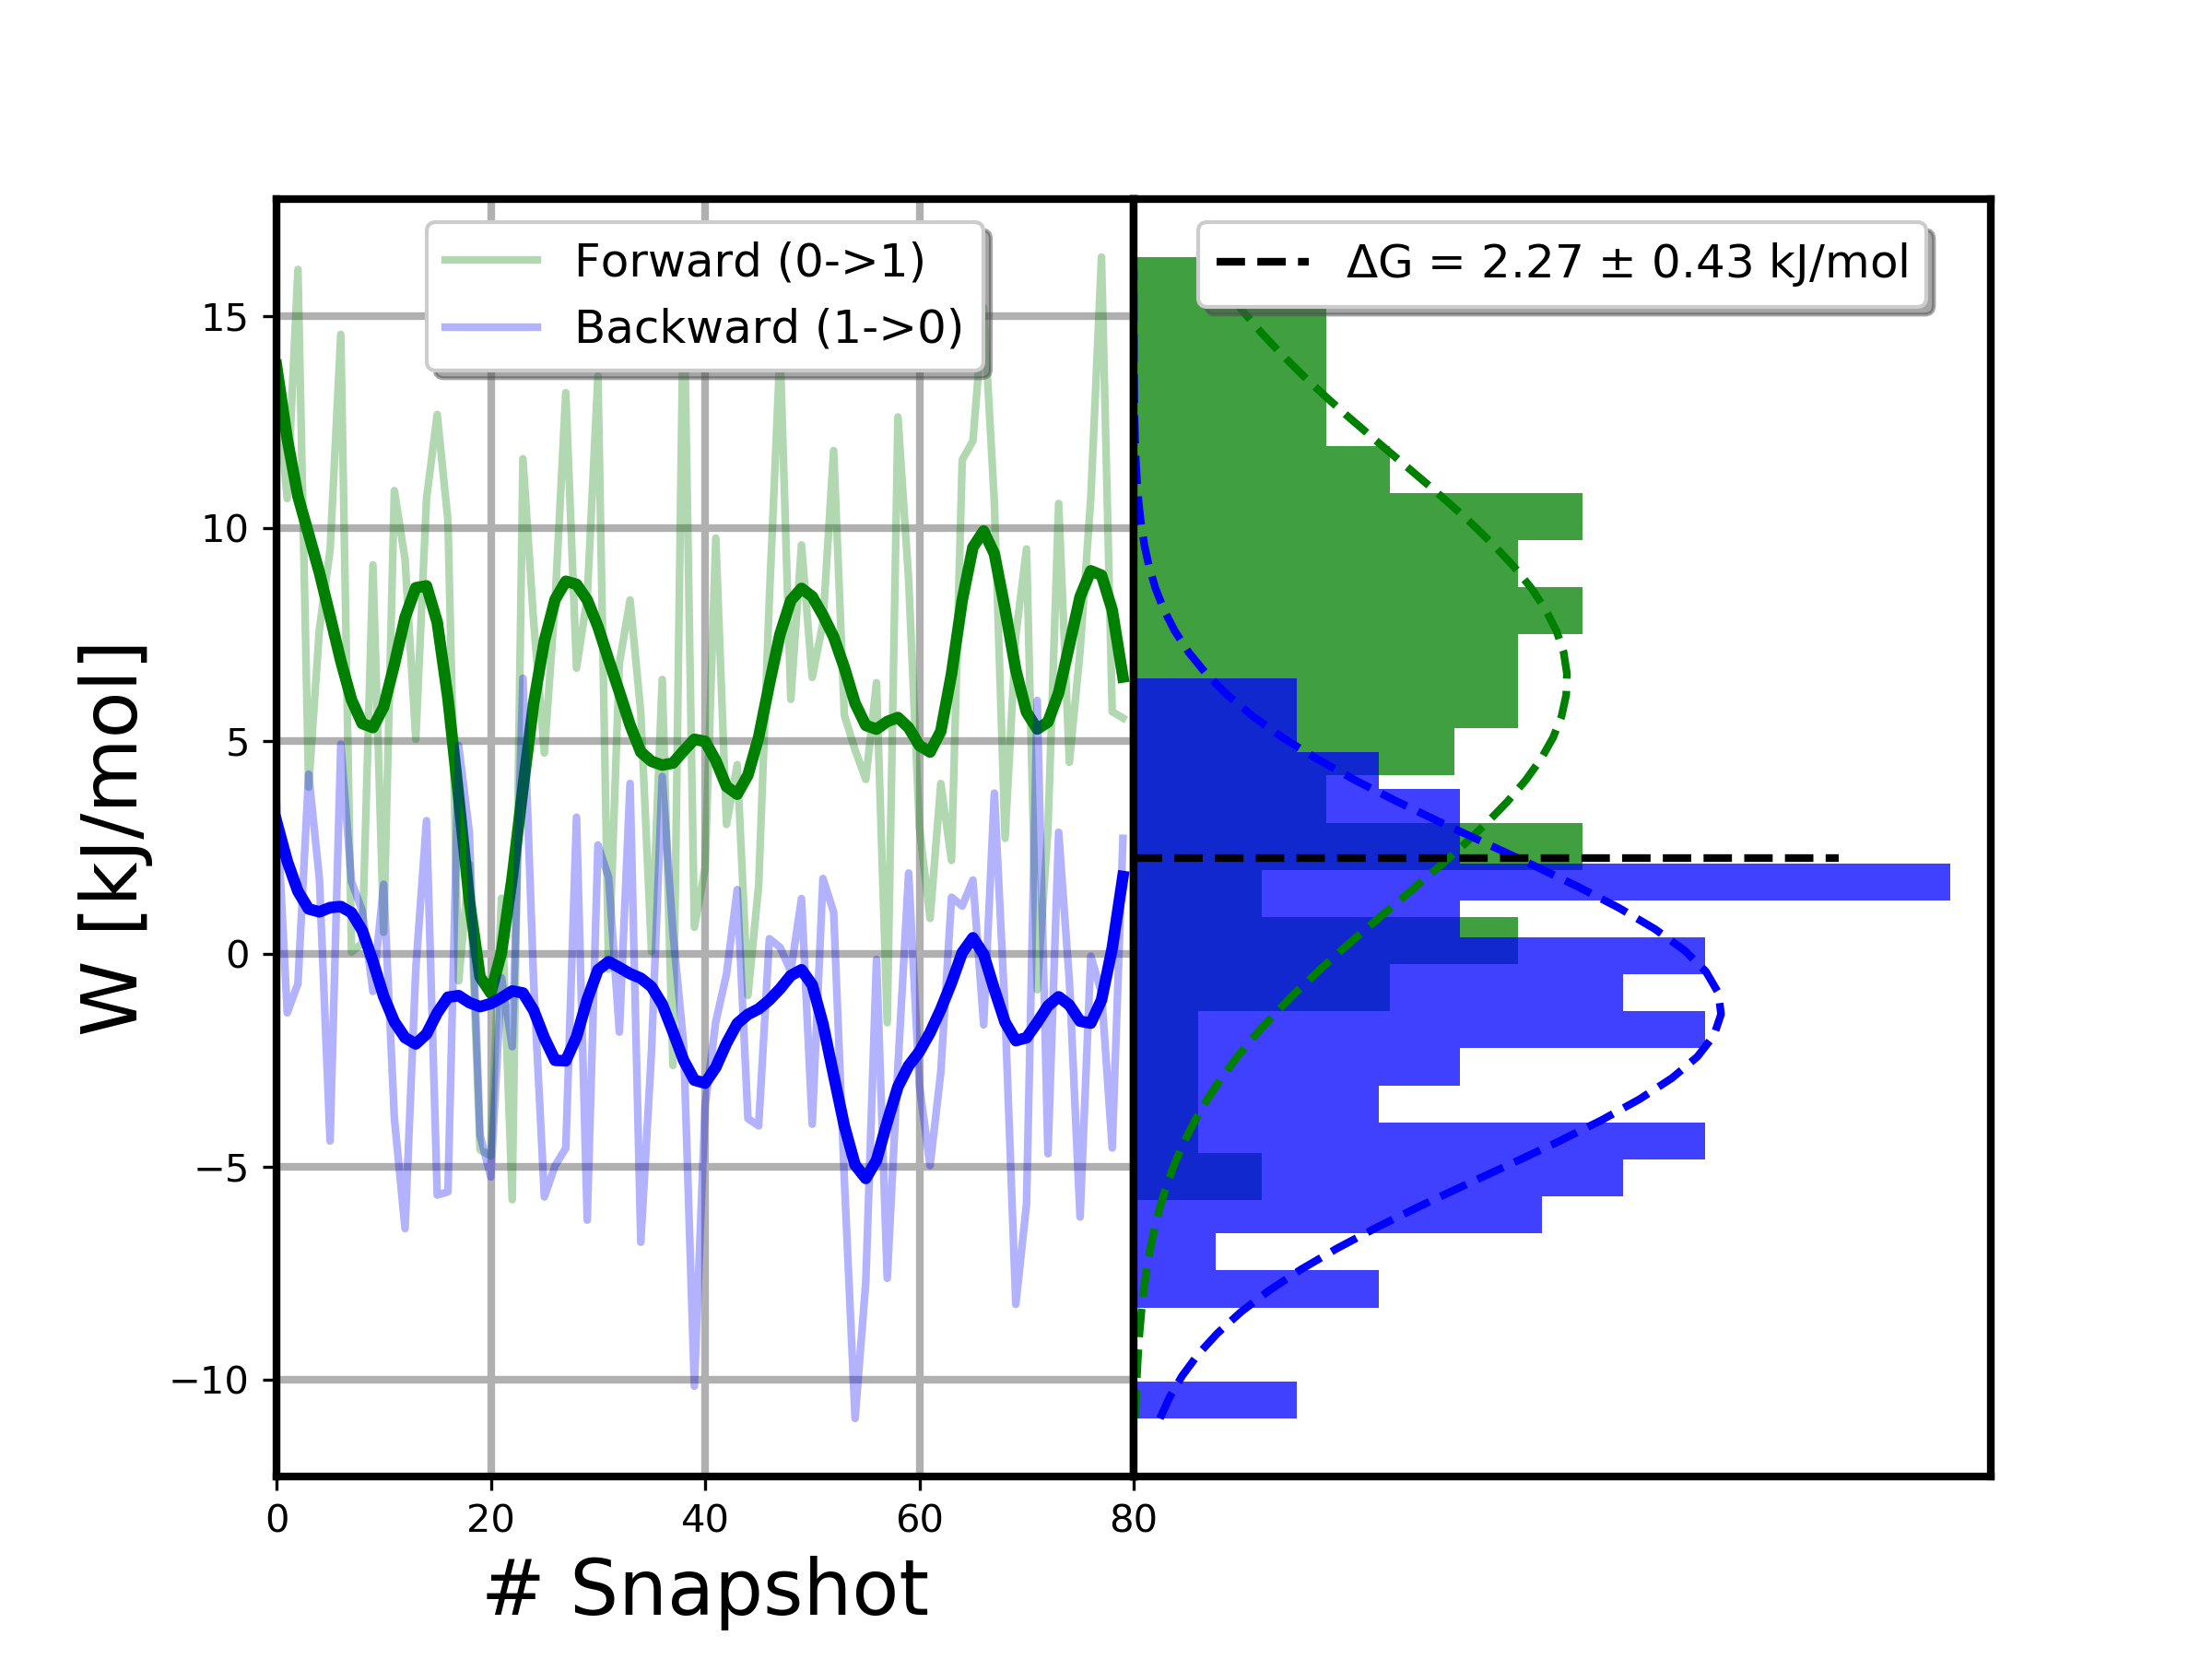 Forward (0->1)
Backward (1->0)
ΔG = 2.27 ± 0.43 kJ/mol
W [kJ/mol]
15
10
5
0
−5
−10
0
20
40
60
80
# Snapshot